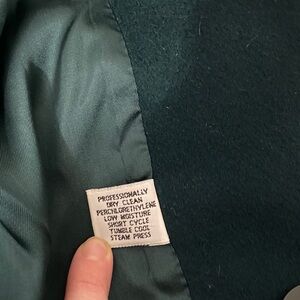 PROFESSIONALLY
DRY CLEAN
PERCHLORETHYLENE
LOW MOISTURE
SHORT CYCLE
TUMBLE COOL
STEAM PRESS